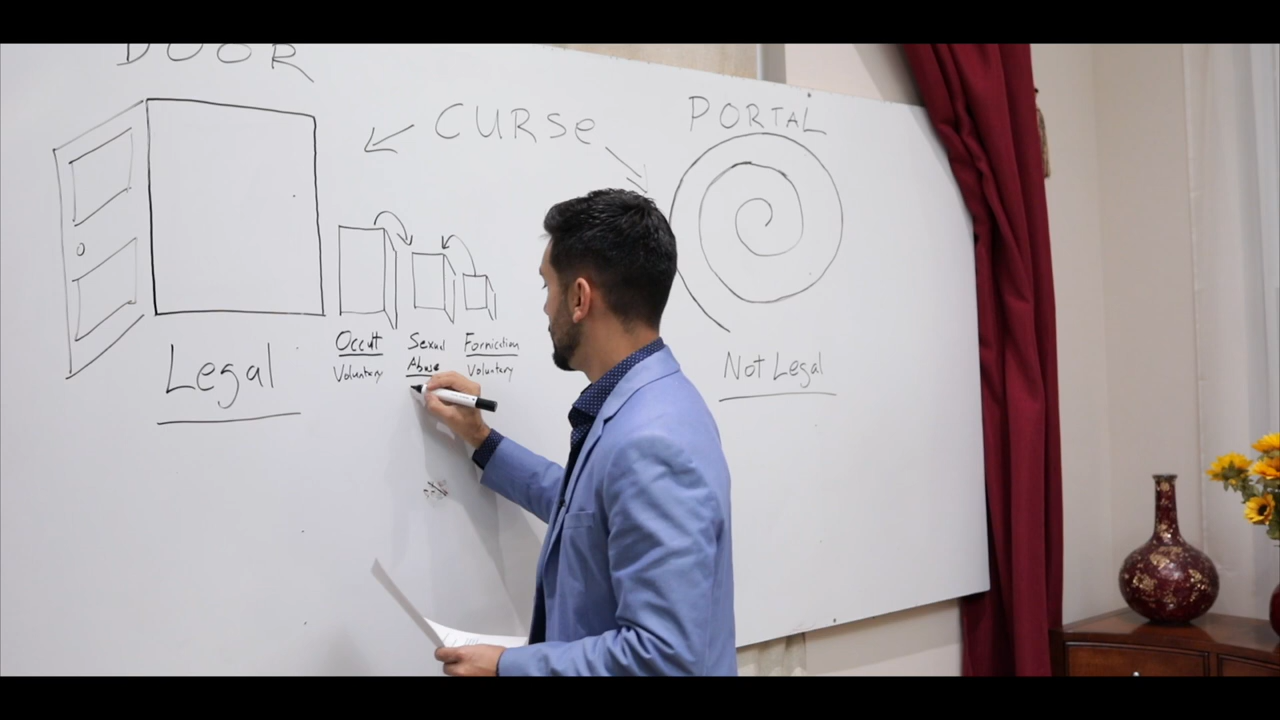 DOOR
CURSE
PORTAL
Legal
Occult
Voluntary
Sexual
Abuse
Fornication
Voluntary
Not Legal